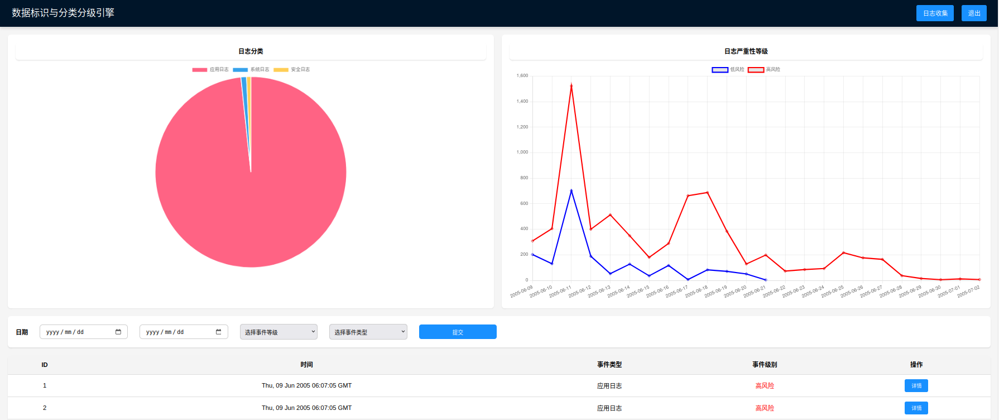 数据标识与分类分级引擎
日志收集 退出
日志分类
应用日志 系统日志 安全日志
日志严重性等级
低风险 高风险
1,600
1,400
1,200
1,000
800
600
400
200
0
2005-06-09 2005-06-10 2005-06-11 2005-06-12 2005-06-13 2005-06-14 2005-06-15 2005-06-16 2005-06-17 2005-06-18 2005-06-19 2005-06-20 2005-06-21 2005-06-22 2005-06-23 2005-06-24 2005-06-25 2005-06-26 2005-06-27 2005-06-28 2005-06-29 2005-06-30 2005-07-01 2005-07-02
日期 yyyy/mm/dd yyyy/mm/dd 选择事件等级 选择事件类型 提交
ID 时间 事件类型 事件级别 操作
1 Thu, 09 Jun 2005 06:07:05 GMT 应用日志 高风险 详情
2 Thu, 09 Jun 2005 06:07:05 GMT 应用日志 高风险 详情